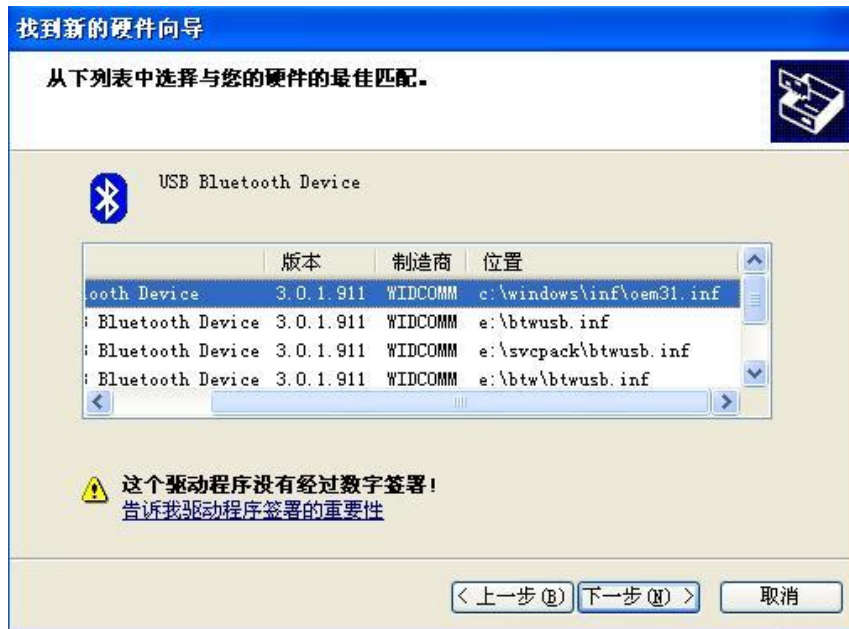 找到新的硬件向导
从下列表中选择与您的硬件的最佳匹配。
USB Bluetooth Device
版本 制造商 位置
ooth Device 3.0.1.911 WIDCOMM c:\windows\inf\oem31.inf
Bluetooth Device 3.0.1.911 WIDCOMM e:\btwusb.inf
Bluetooth Device 3.0.1.911 WIDCOMM e:\svcpack\btwusb.inf
Bluetooth Device 3.0.1.911 WIDCOMM e:\btw\btwusb.inf
这个驱动程序没有经过数字签署!
告诉我驱动程序签署的重要性
< 上一步(B) 下一步(N) > 取消